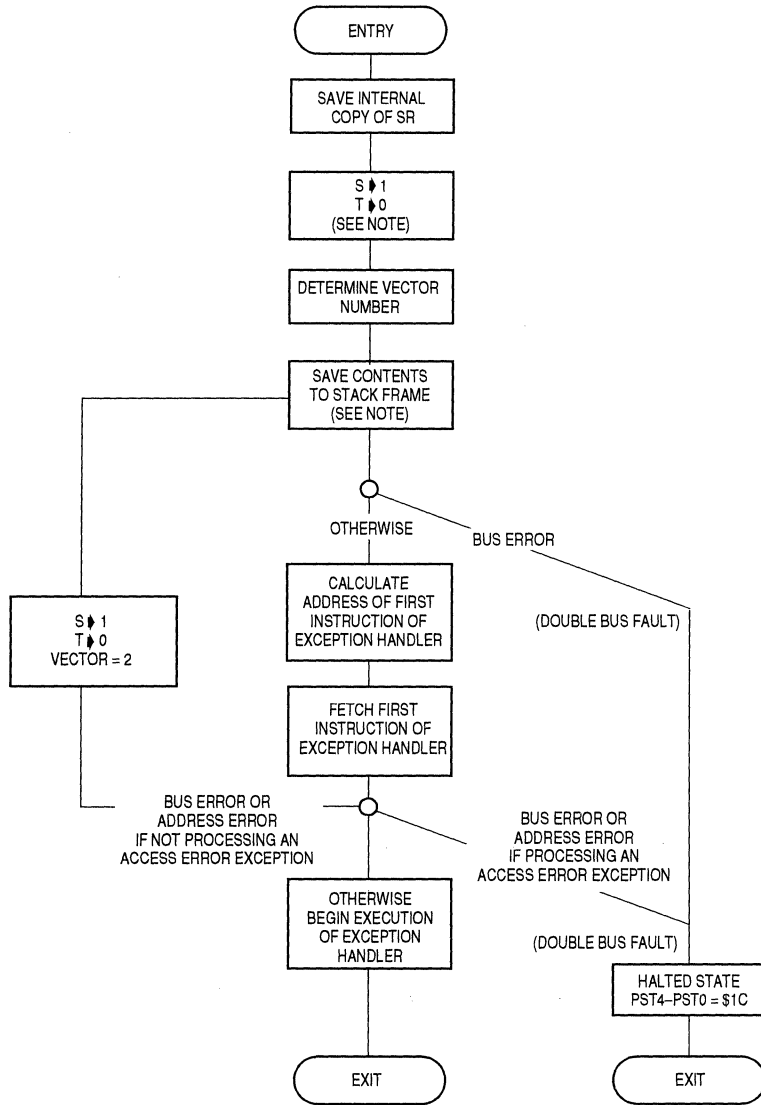 ENTRY
SAVE INTERNAL
COPY OF SR
S ➧ 1
T ➧ 0
(SEE NOTE)
DETERMINE VECTOR
NUMBER
SAVE CONTENTS
TO STACK FRAME
(SEE NOTE)
OTHERWISE
BUS ERROR
CALCULATE
ADDRESS OF FIRST
INSTRUCTION OF
EXCEPTION HANDLER
S ➧ 1
T ➧ 0
VECTOR = 2
(DOUBLE BUS FAULT)
FETCH FIRST
INSTRUCTION OF
EXCEPTION HANDLER
BUS ERROR OR
ADDRESS ERROR
IF NOT PROCESSING AN
ACCESS ERROR EXCEPTION
BUS ERROR OR
ADDRESS ERROR
IF PROCESSING AN
ACCESS ERROR EXCEPTION
OTHERWISE
BEGIN EXECUTION
OF EXCEPTION
HANDLER
(DOUBLE BUS FAULT)
HALTED STATE
PST4–PST0 = $1C
EXIT
EXIT